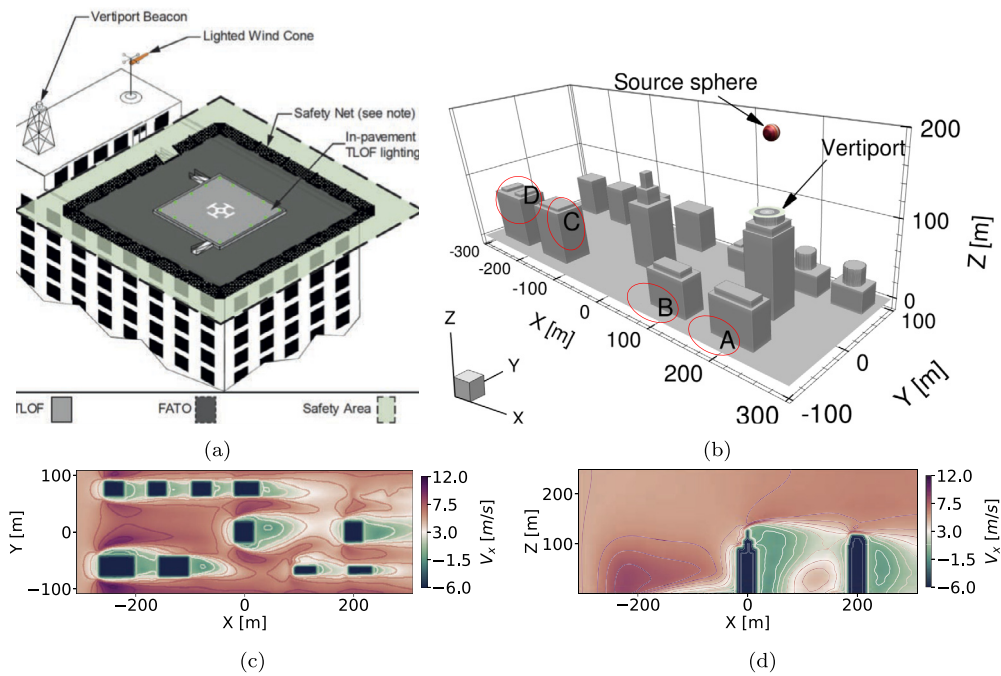 Vertiport Beacon
Lighted Wind Cone
Safety Net (see note)
In-pavement
TLOF lighting
TLOF
FATO
Safety Area
(a)
Source sphere
Vertiport
D
C
B
A
200
100
0
Z [m]
-300
-200
-100
0
100
200
300
X [m]
100
0
-100
Y [m]
Z
Y
X
(b)
100
0
−100
Y [m]
−200
0
200
X [m]
12.0
7.5
3.0
−1.5
−6.0
Vx [m/s]
(c)
100
Z [m]
−200
0
200
X [m]
12.0
7.5
3.0
−1.5
−6.0
Vx [m/s]
(d)